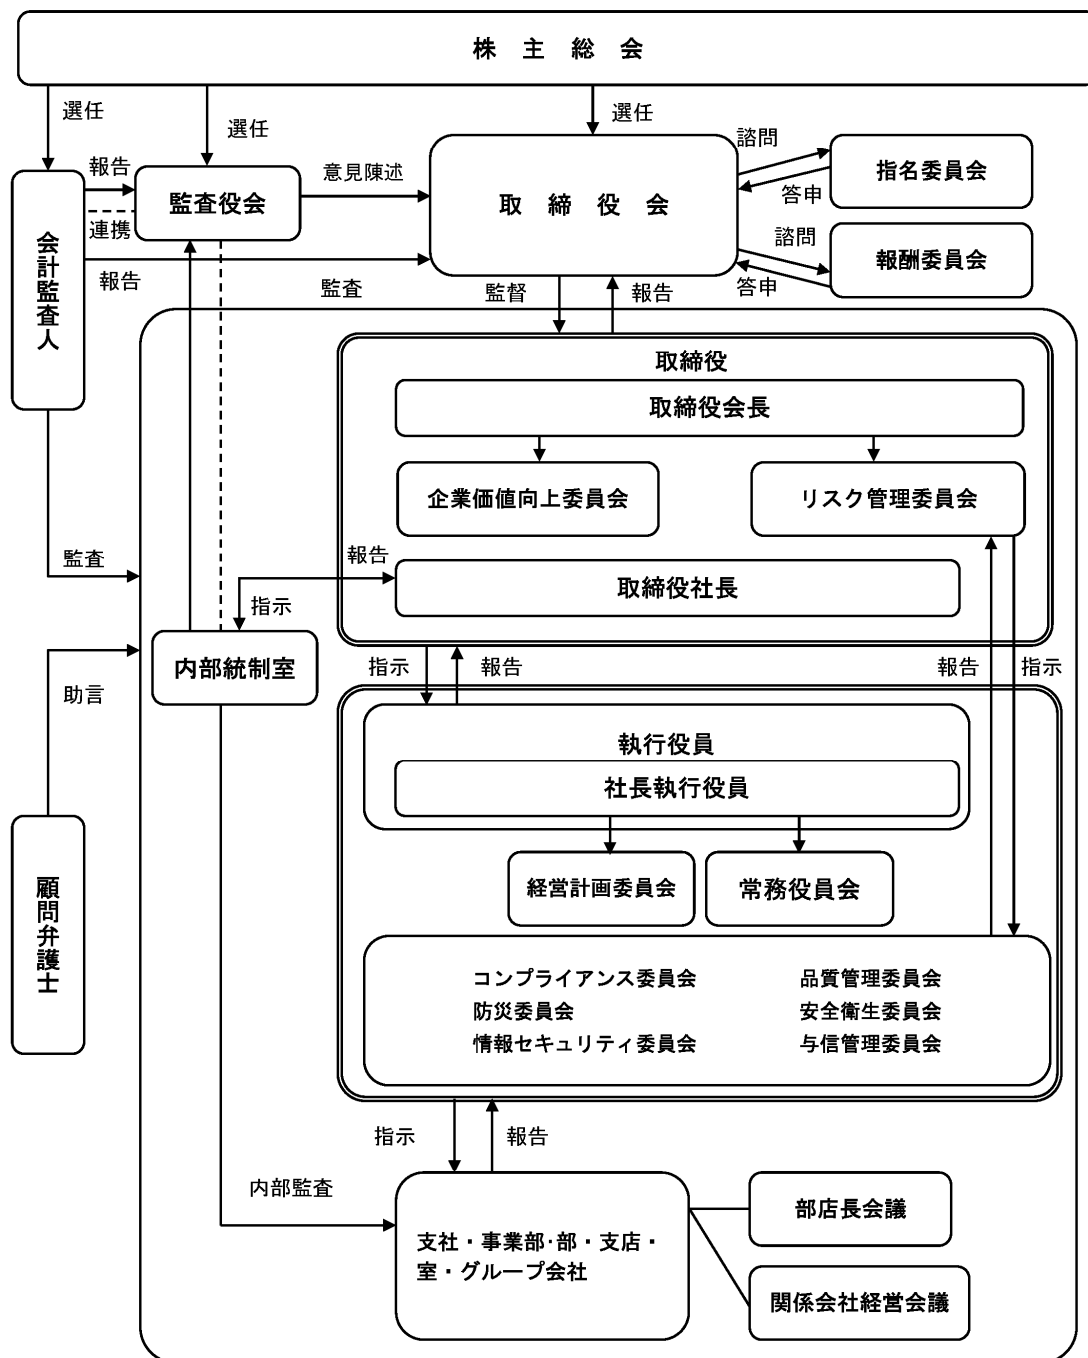 株 主 総 会
選任
選任
選任
報告
監査役会
意見陳述
取 締 役 会
諮問
答申
指名委員会
連携
会計監査人
報告
監査
監督
報告
諮問
答申
報酬委員会
取締役
取締役会長
企業価値向上委員会
リスク管理委員会
監査
報告
指示
取締役社長
内部統制室
助言
指示
報告
報告
指示
執行役員
社長執行役員
経営計画委員会
常務役員会
顧問弁護士
コンプライアンス委員会
品質管理委員会
防災委員会
安全衛生委員会
情報セキュリティ委員会
与信管理委員会
指示
報告
内部監査
支社・事業部・部・支店・
室・グループ会社
部店長会議
関係会社経営会議